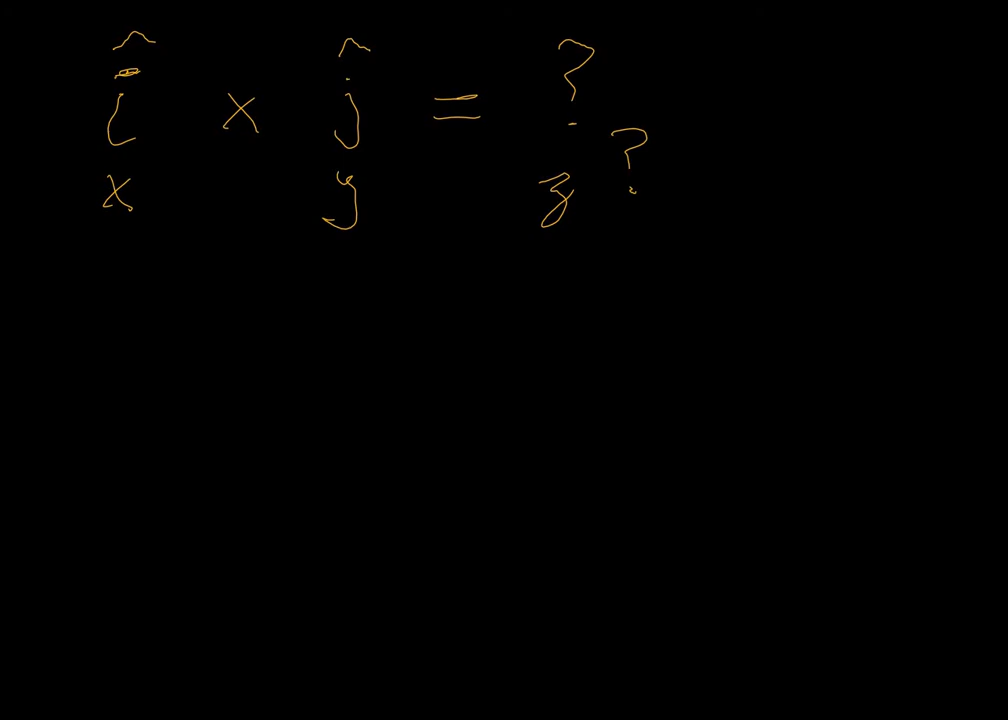 î × ĵ = ?
x y z ?